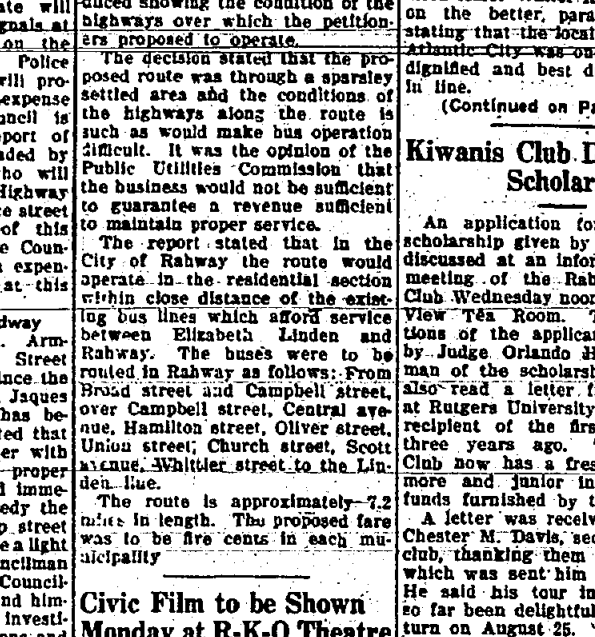 ate will
gnals at
on the
Police
will pro-
expense
uncil is
eport of
aded by
who will
Highway
te street
of this
e Coun-
s expen-
at this
dway
. Arm-
Street
ince the
Jaques
has be-
ted that
er with
proper
d imme-
edy the
p street
e a light
ncilman
Council-
nd him-
investi-
duced showing the condition of the
highways over which the petition-
ers proposed to operate.
The decision stated that the pro-
posed route was through a sparsley
settled area and the conditions of
the highways along the route is
such as would make bus operation
difficult. It was the opinion of the
Public Utilities Commission that
the business would not be sufficient
to guarantee a revenue sufficient
to maintain proper service.
The report stated that in the
City of Rahway the route would
operate in the residential section
within close distance of the exist-
ing bus lines which afford service
between Elizabeth Linden and
Rahway. The buses were to be
routed in Rahway as follows: From
Broad street and Campbell street,
over Campbell street, Central ave-
nue, Hamilton street, Oliver street,
Union street, Church street, Scott
avenue, Whittier street to the Lin-
den line.
The route is approximately 7.2
miles in length. The proposed fare
was to be five cents in each mu-
nicipality
Civic Film to be Shown
Monday at R-K-O Theatre
on the better, para
stating that the locat
Atlantic City was on
dignified and best d
in line.
(Continued on Pa
Kiwanis Club D
Scholar
An application fo
scholarship given by
discussed at an infor
meeting of the Rah
Club Wednesday noon
View Tea Room. T
tions of the applica
by Judge Orlando H
man of the scholarsh
also read a letter f
at Rutgers University
recipient of the firs
three years ago.
Club now has a fres
more and junior in
funds furnished by t
A letter was receiv
Chester M. Davis, sec
club, thanking them
which was sent him
He said his tour in
so far been delightful
turn on August 25.